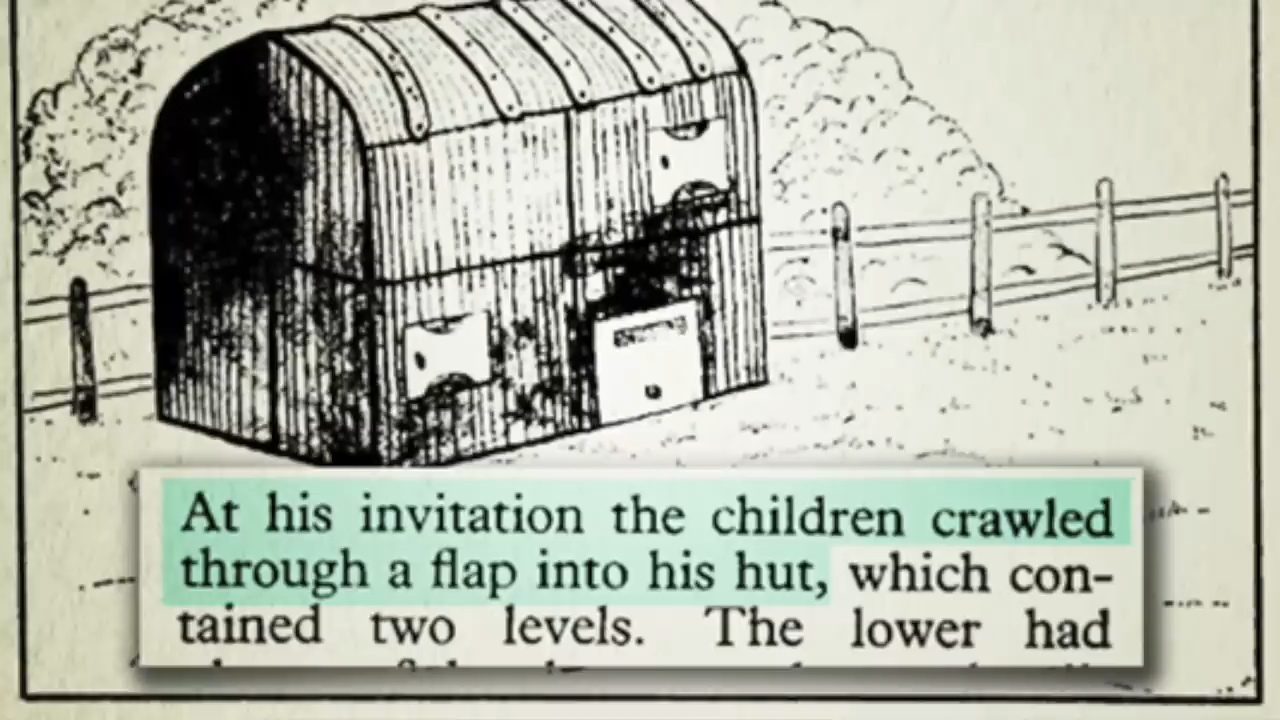 At his invitation the children crawled
through a flap into his hut, which con-
tained two levels. The lower had